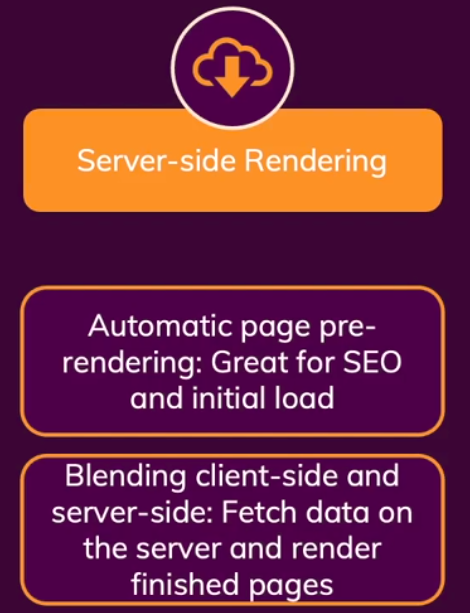 Server-side Rendering
Automatic page pre-
rendering: Great for SEO
and initial load
Blending client-side and
server-side: Fetch data on
the server and render
finished pages